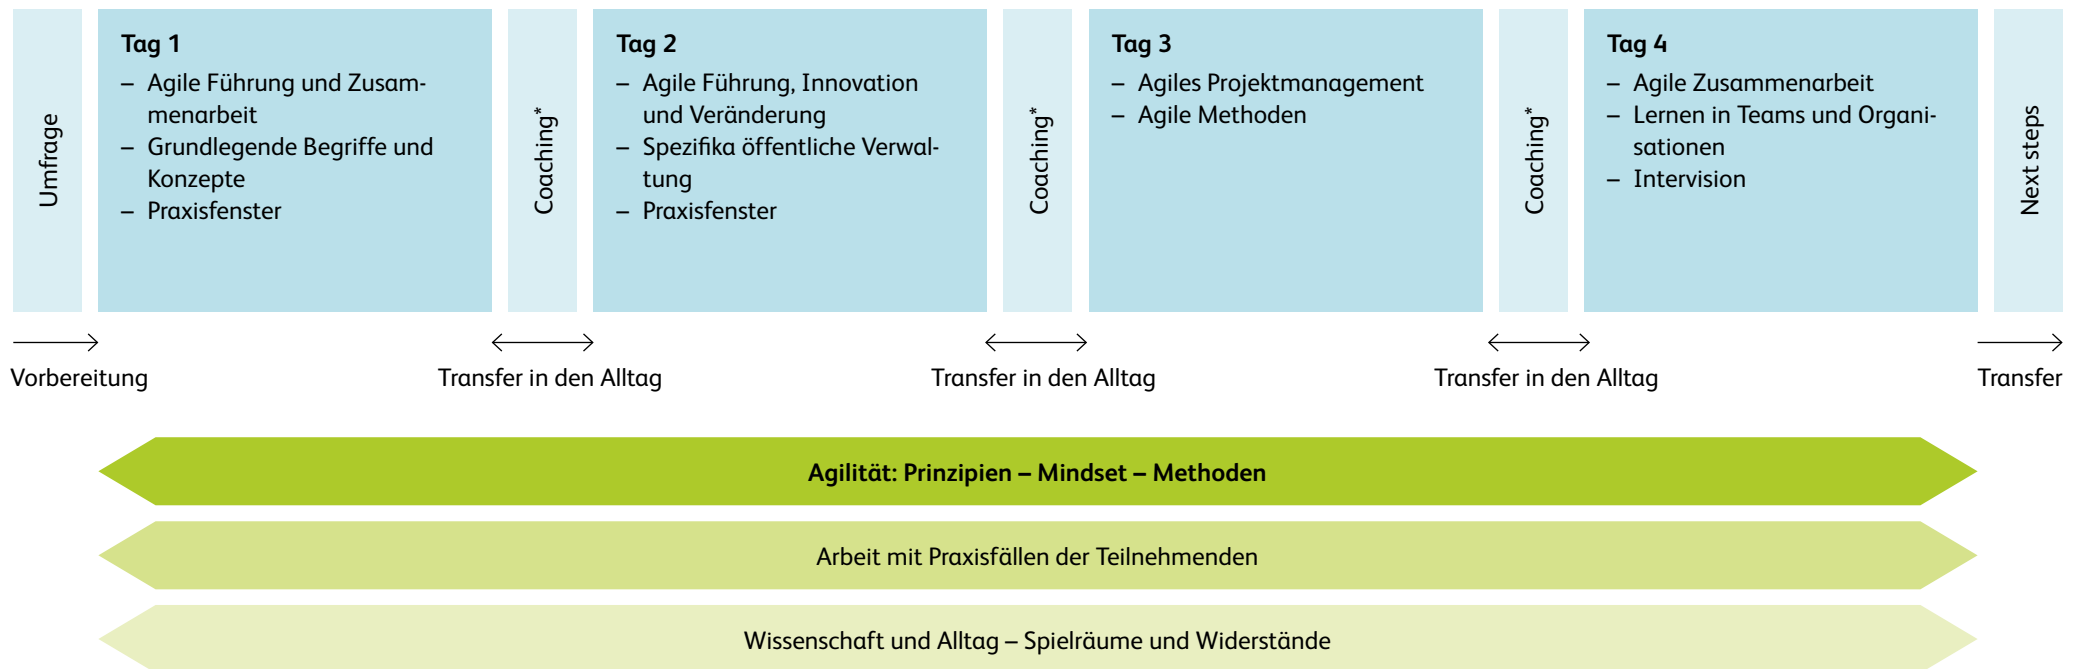 Umfrage
Tag 1
– Agile Führung und Zusam-
menarbeit
– Grundlegende Begriffe und
Konzepte
– Praxisfenster
Coaching*
Tag 2
– Agile Führung, Innovation
und Veränderung
– Spezifika öffentliche Verwal-
tung
– Praxisfenster
Coaching*
Tag 3
– Agiles Projektmanagement
– Agile Methoden
Coaching*
Tag 4
– Agile Zusammenarbeit
– Lernen in Teams und Organi-
sationen
– Intervision
Next steps
Vorbereitung
Transfer in den Alltag
Transfer in den Alltag
Transfer in den Alltag
Transfer
Agilität: Prinzipien – Mindset – Methoden
Arbeit mit Praxisfällen der Teilnehmenden
Wissenschaft und Alltag – Spielräume und Widerstände